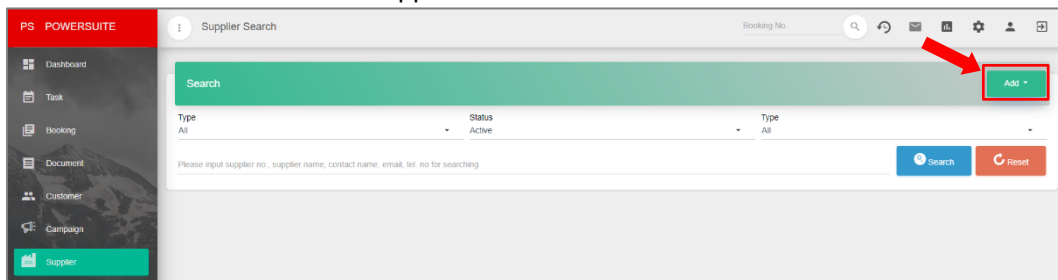 PS POWERSUITE
Supplier Search
Booking No.
Dashboard
Task
Booking
Document
Customer
Campaign
Supplier
Search
Add
Type
Status
Type
All
Active
All
Please input supplier no., supplier name, contact name, email, tel. no for searching
Search
Reset